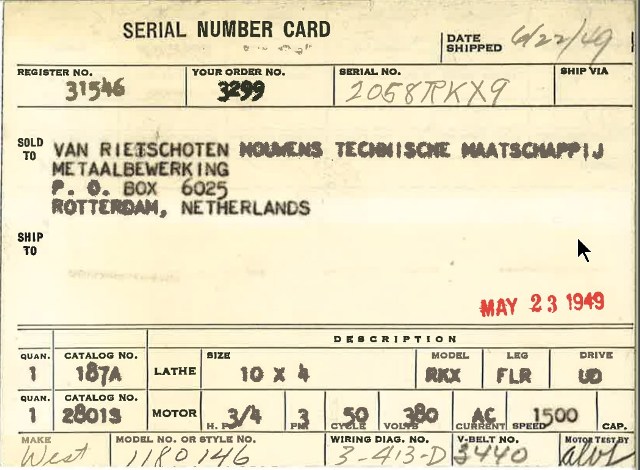 SERIAL NUMBER CARD
DATE SHIPPED 6/22/49
REGISTER NO. YOUR ORDER NO. SERIAL NO. SHIP VIA
31546 3299 2058RKX9
SOLD TO VAN RIETSCHOTEN HOUWENS TECHNISCHE MAATSCHAPPIJ
METAALBEWERKING
P. O. BOX 6025
ROTTERDAM, NETHERLANDS
SHIP TO
MAY 23 1949
DESCRIPTION
QUAN. CATALOG NO. SIZE MODEL LEG DRIVE
1 187A LATHE 10 X 4 RKX FLR UD
QUAN. CATALOG NO.
1 2801S MOTOR H. P. 3/4 3 PH 50 CYCLE 380 VOLTS AC CURRENT SPEED 1500 CAP.
MAKE MODEL NO. OR STYLE NO. WIRING DIAG. NO. V-BELT NO. MOTOR TEST BY
West 1180146 3-413-D 3440